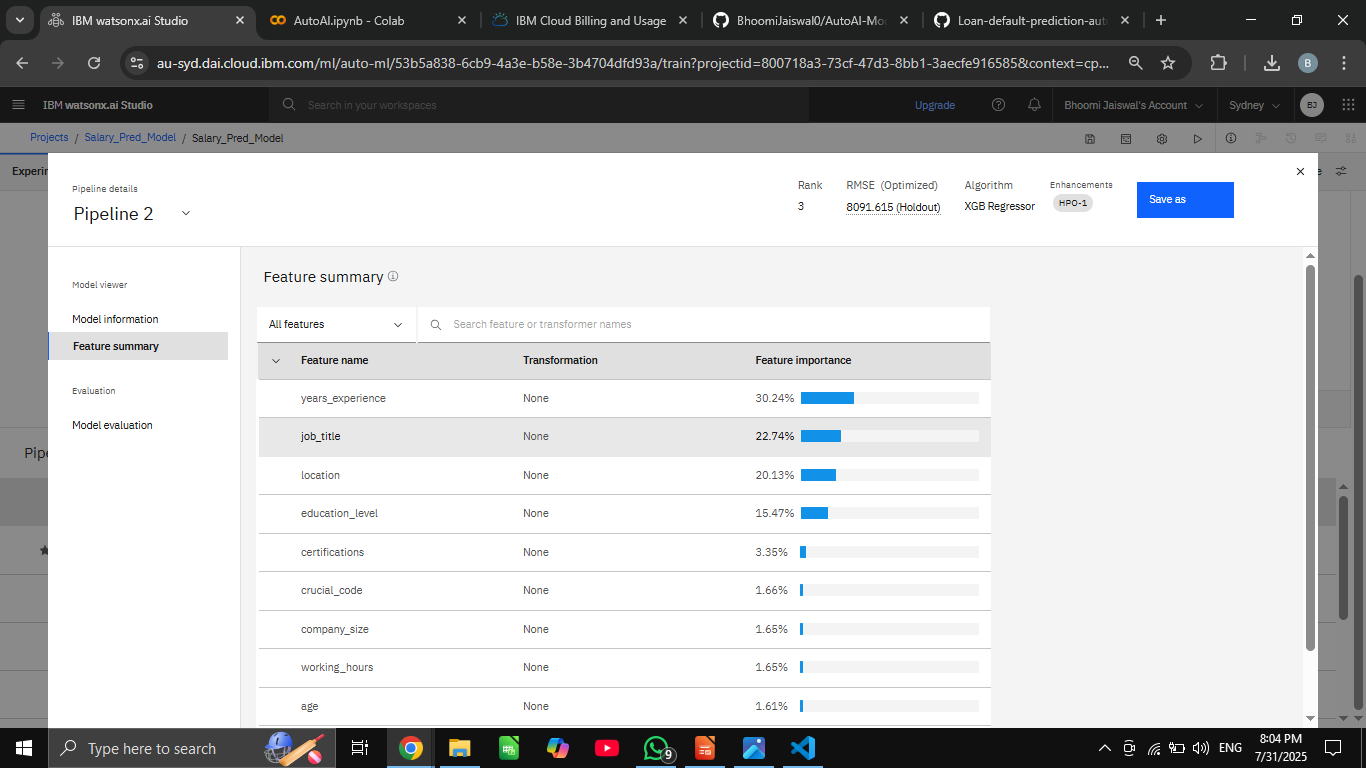 IBM watsonx.ai Studio
AutoAI.ipynb - Colab
IBM Cloud Billing and Usage
BhoomiJaiswal0/AutoAI-Mo
Loan-default-prediction-aut
au-syd.dai.cloud.ibm.com/ml/auto-ml/53b5a838-6cb9-4a3e-b58e-3b4704dfd93a/train?projectid=800718a3-73cf-47d3-8bb1-3aecfe916585&context=cp...
B
IBM watsonx.ai Studio
Search in your workspaces
Upgrade
Bhoomi Jaiswal's Account
Sydney
BJ
Projects / Salary_Pred_Model / Salary_Pred_Model
Experin
Pipeline details
Pipeline 2
Rank
3
RMSE (Optimized)
8091.615 (Holdout)
Algorithm
XGB Regressor
Enhancements
HPO-1
Save as
Model viewer
Model information
Feature summary
Evaluation
Model evaluation
Pipe
Feature summary
All features
Search feature or transformer names
Feature name Transformation Feature importance
years_experience None 30.24%
job_title None 22.74%
location None 20.13%
education_level None 15.47%
certifications None 3.35%
crucial_code None 1.66%
company_size None 1.65%
working_hours None 1.65%
age None 1.61%
Type here to search
9
ENG
8:04 PM
7/31/2025